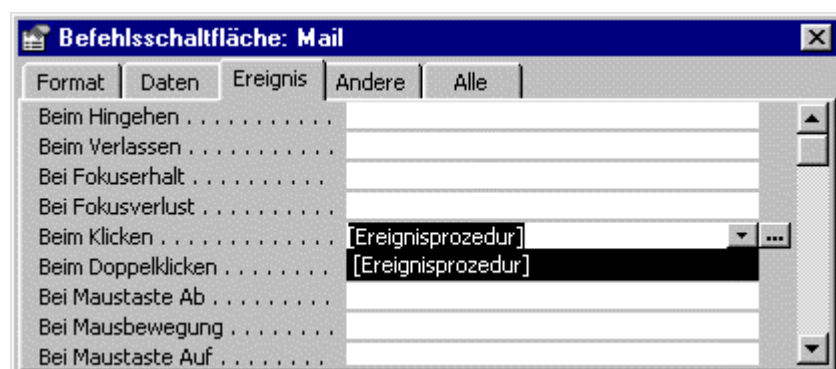 Befehlsschaltfläche: Mail
Format Daten Ereignis Andere Alle
Beim Hingehen . . . . . . . . . . . .
Beim Verlassen . . . . . . . . . . . .
Bei Fokuserhalt . . . . . . . . . . .
Bei Fokusverlust . . . . . . . . . .
Beim Klicken . . . . . . . . . . . . . [Ereignisprozedur] ...
Beim Doppelklicken . . . . . . . . [Ereignisprozedur]
Bei Maustaste Ab . . . . . . . . .
Bei Mausbewegung . . . . . . . .
Bei Maustaste Auf . . . . . . . .